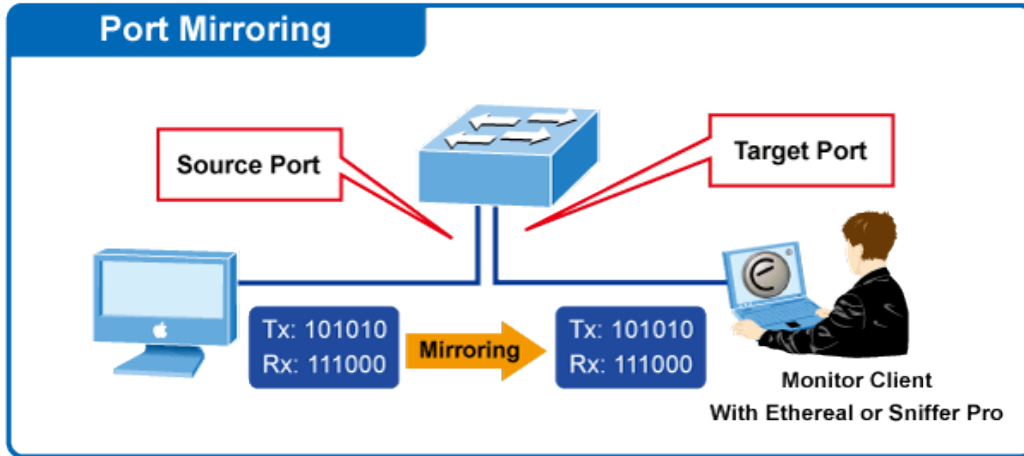 Port Mirroring
Source Port
Target Port
Tx: 101010
Rx: 111000
Mirroring
Tx: 101010
Rx: 111000
Monitor Client
With Ethereal or Sniffer Pro